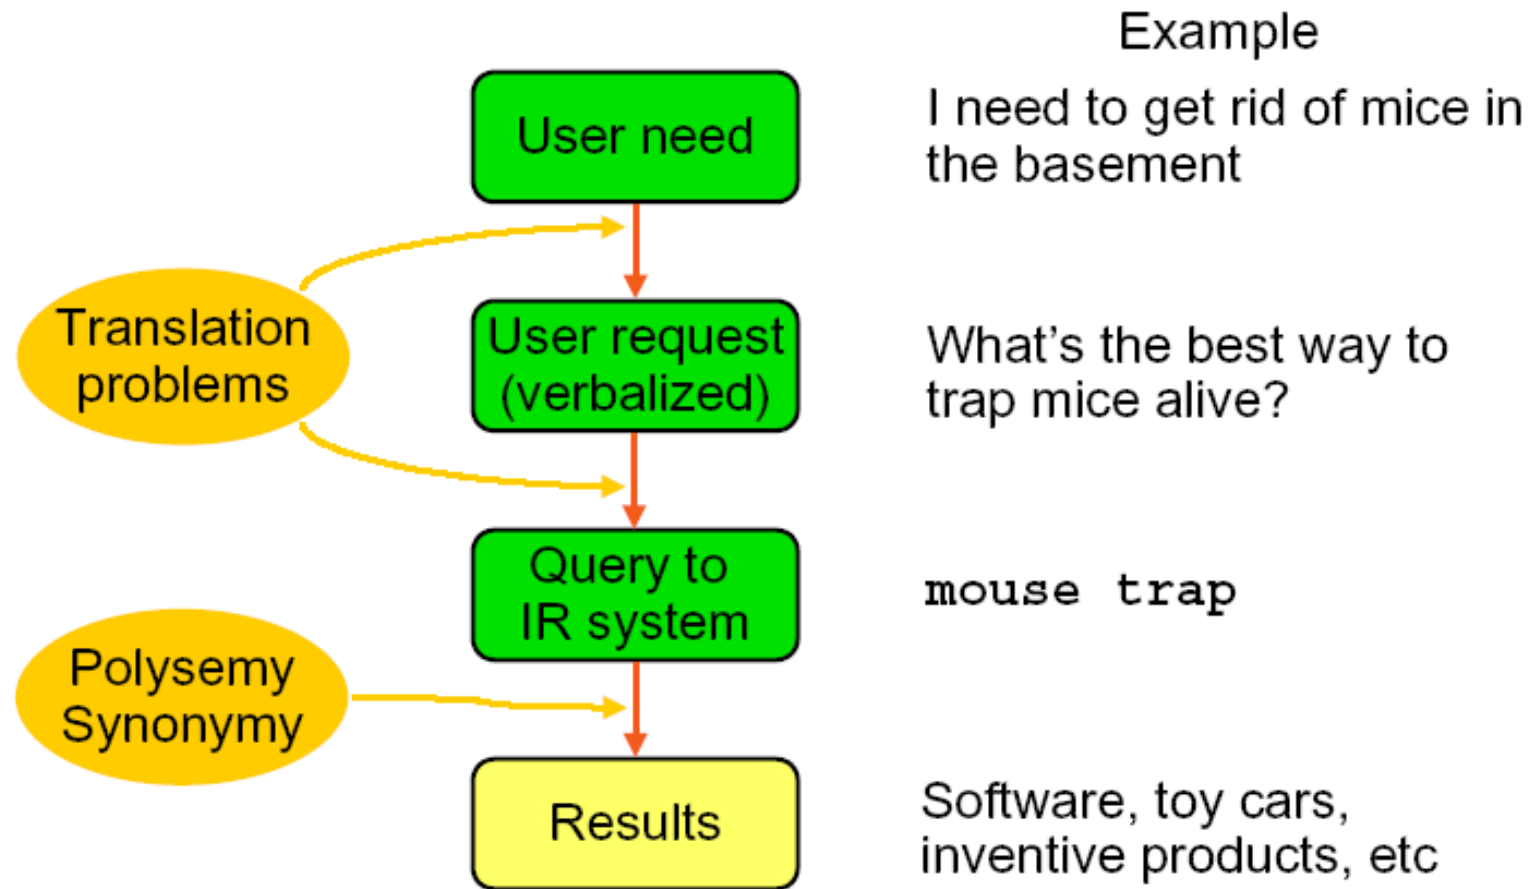 Example
User need
I need to get rid of mice in
the basement
Translation
problems
User request
(verbalized)
What's the best way to
trap mice alive?
Query to
IR system
mouse trap
Polysemy
Synonymy
Results
Software, toy cars,
inventive products, etc